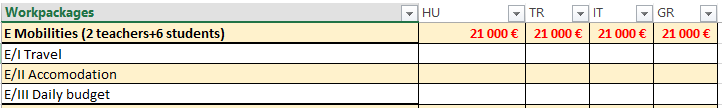 Workpackages HU TR IT GR
E Mobilities (2 teachers+6 students) 21 000 € 21 000 € 21 000 € 21 000 €
E/I Travel
E/II Accomodation
E/III Daily budget